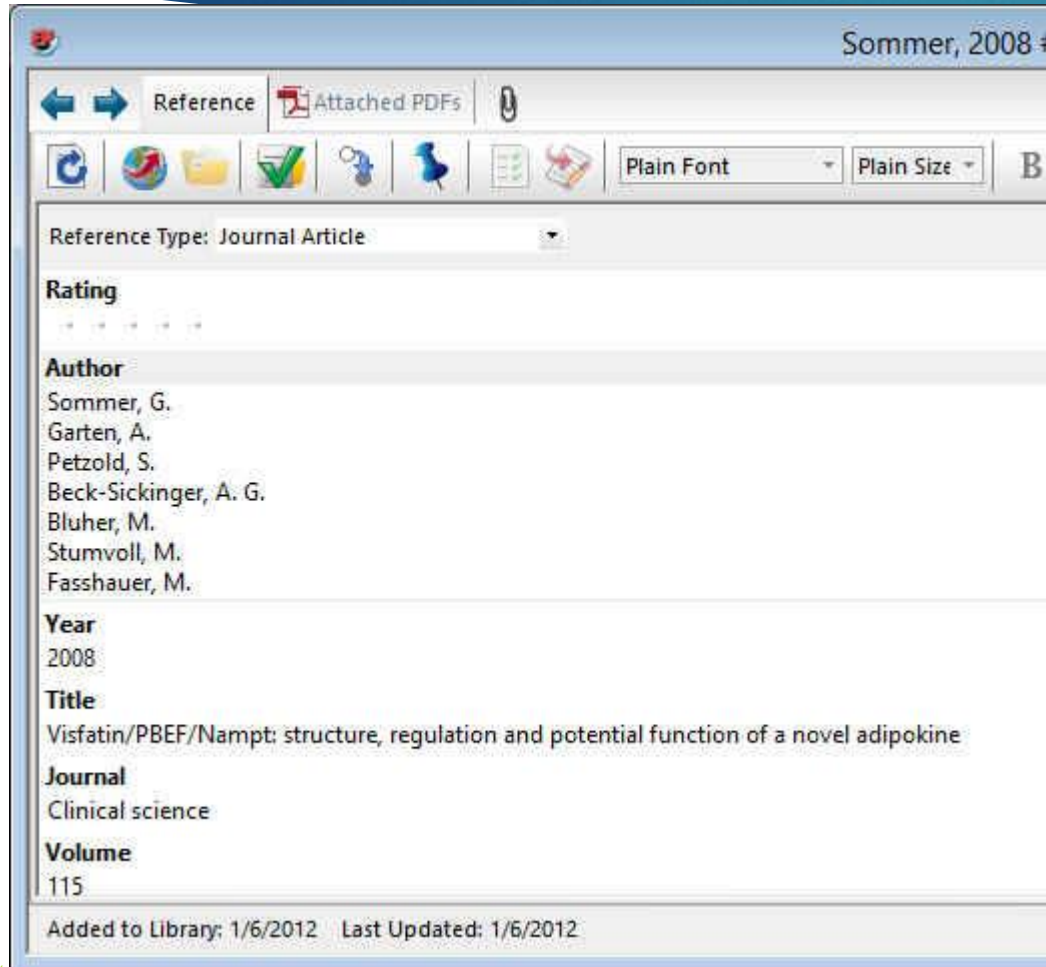 Sommer, 2008 #
Reference Attached PDFs
Plain Font Plain Size B
Reference Type: Journal Article
Rating
Author
Sommer, G.
Garten, A.
Petzold, S.
Beck-Sickinger, A. G.
Bluher, M.
Stumvoll, M.
Fasshauer, M.
Year
2008
Title
Visfatin/PBEF/Nampt: structure, regulation and potential function of a novel adipokine
Journal
Clinical science
Volume
115
Added to Library: 1/6/2012 Last Updated: 1/6/2012